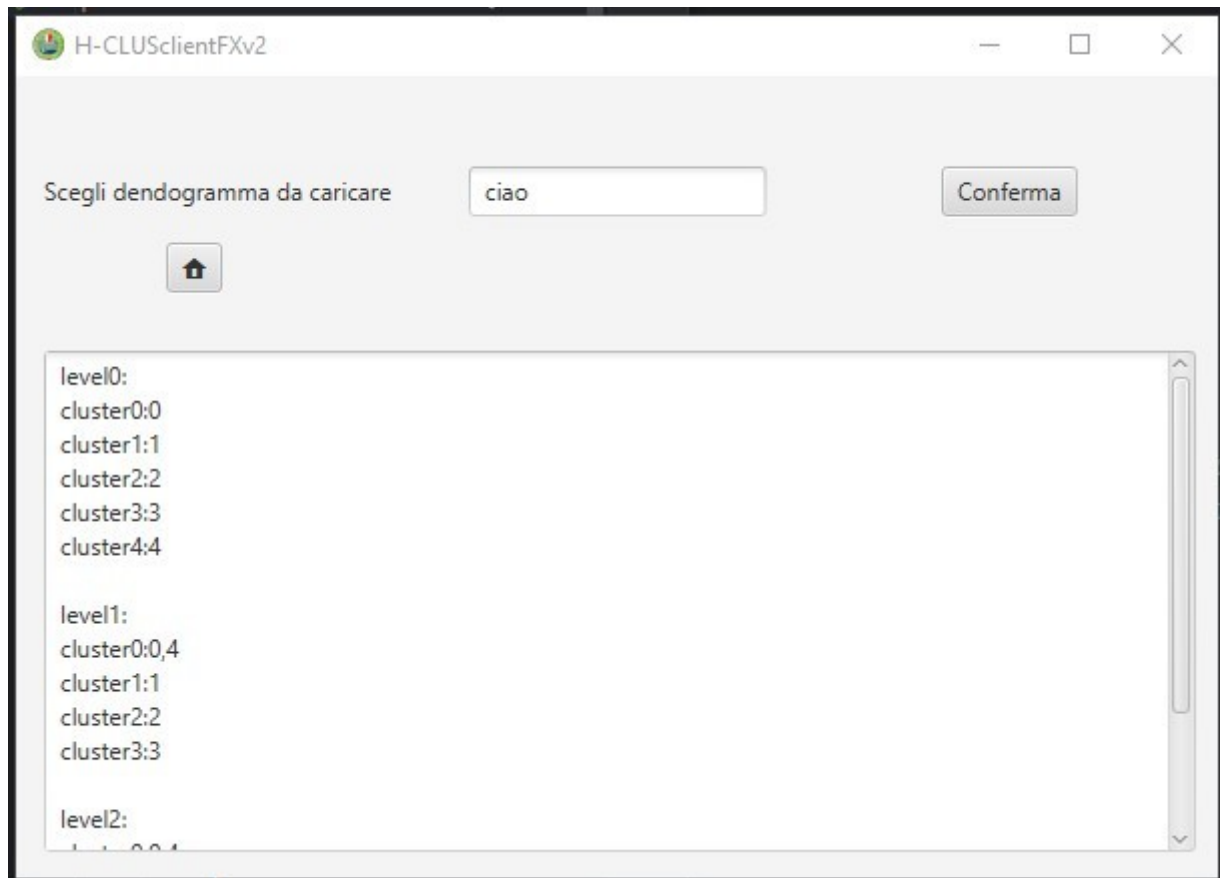 H-CLUSclientFXv2
Scegli dendogramma da caricare ciao Conferma
level0:
cluster0:0
cluster1:1
cluster2:2
cluster3:3
cluster4:4
level1:
cluster0:0,4
cluster1:1
cluster2:2
cluster3:3
level2: